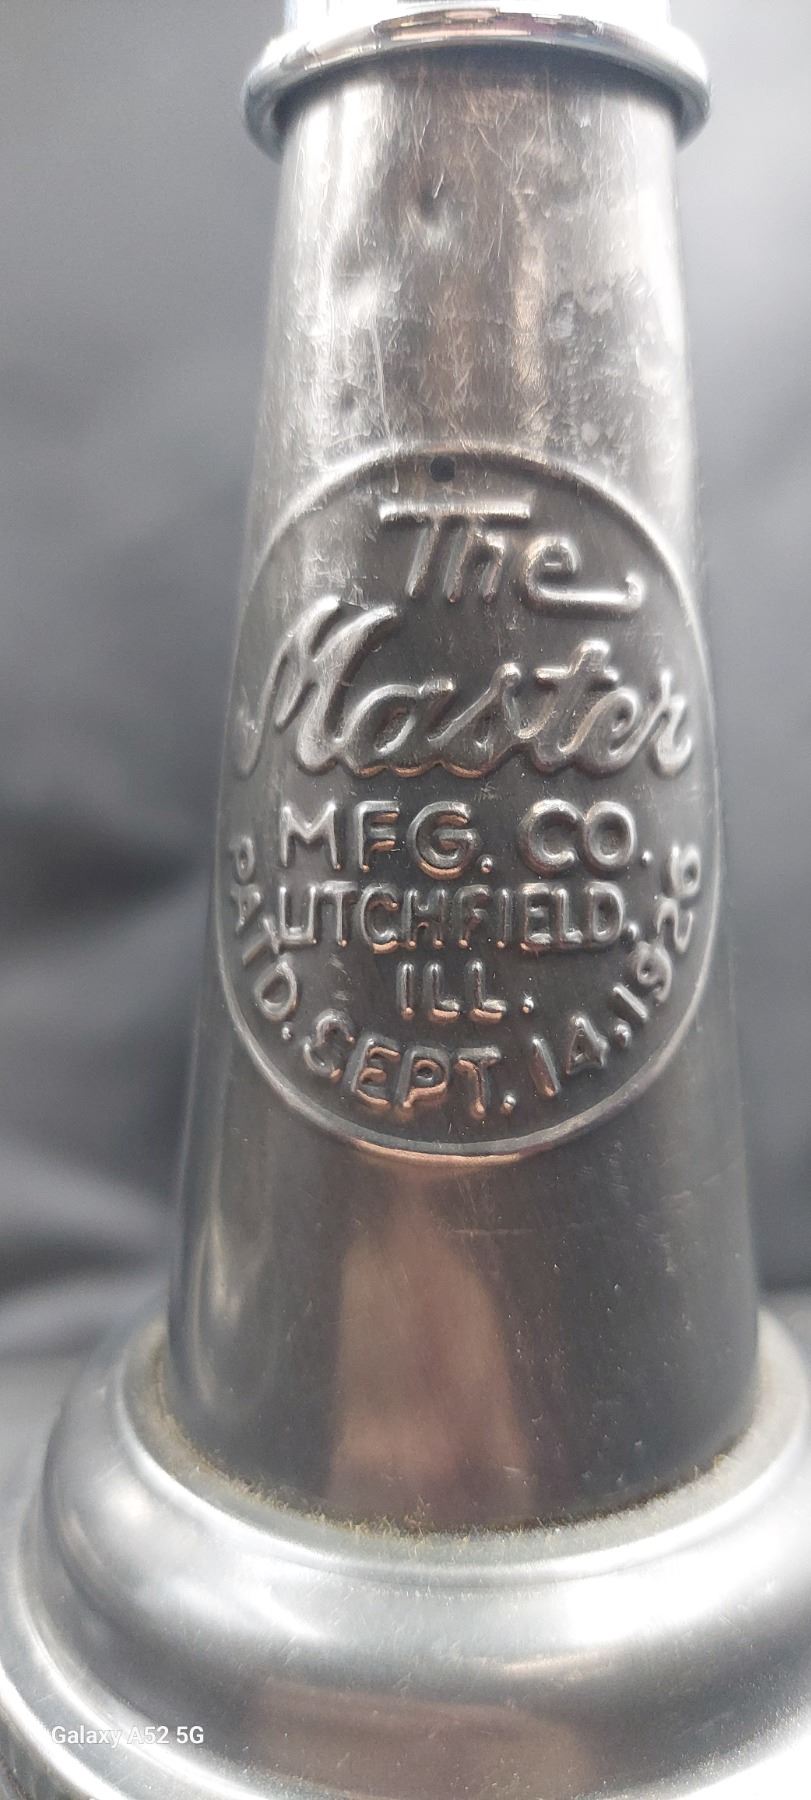 The
Master
MFG. CO.
LITCHFIELD,
ILL.
PAT'D. SEPT. 14, 1926
Galaxy A52 5G